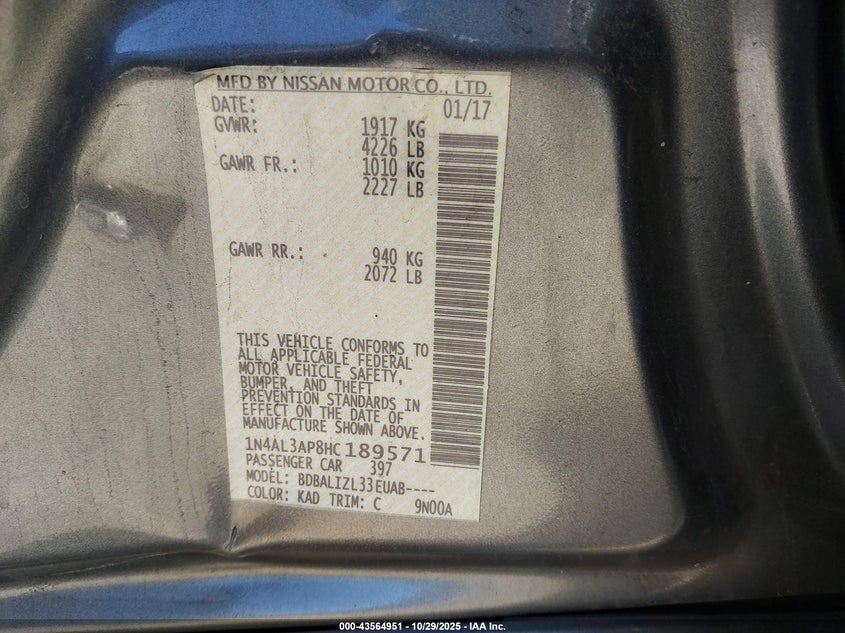 MFD BY NISSAN MOTOR CO., LTD.
DATE: 01/17
GVWR: 1917 KG
4226 LB
GAWR FR.: 1010 KG
2227 LB
GAWR RR.: 940 KG
2072 LB
THIS VEHICLE CONFORMS TO
ALL APPLICABLE FEDERAL
MOTOR VEHICLE SAFETY,
BUMPER, AND THEFT
PREVENTION STANDARDS IN
EFFECT ON THE DATE OF
MANUFACTURE SHOWN ABOVE.
1N4AL3AP8HC189571
PASSENGER CAR 397
MODEL: BDBALIZL33EUAB----
COLOR: KAD TRIM: C 9N00A
000-43564951 | 10/29/2025 - IAA Inc.